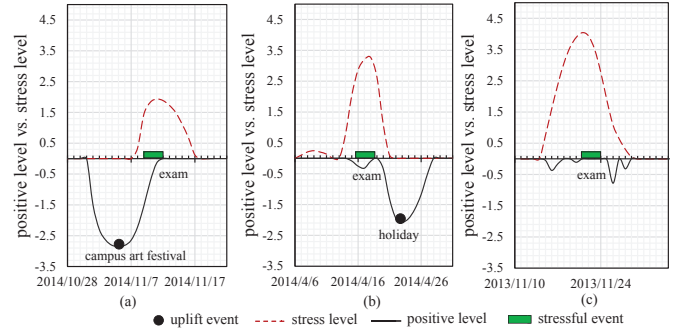 positive level vs. stress level
4.5
3.5
2.5
1.5
0.5
-0.5
-1.5
-2.5
-3.5
exam
campus art festival
2014/10/28 2014/11/7 2014/11/17
(a)
positive level vs. stress level
4.5
3.5
2.5
1.5
0.5
-0.5
-1.5
-2.5
-3.5
exam
holiday
2014/4/6 2014/4/16 2014/4/26
(b)
positive level vs. stress level
4.5
3.5
2.5
1.5
0.5
-0.5
-1.5
-2.5
-3.5
exam
2013/11/10 2013/11/24
(c)
uplift event stress level positive level stressful event